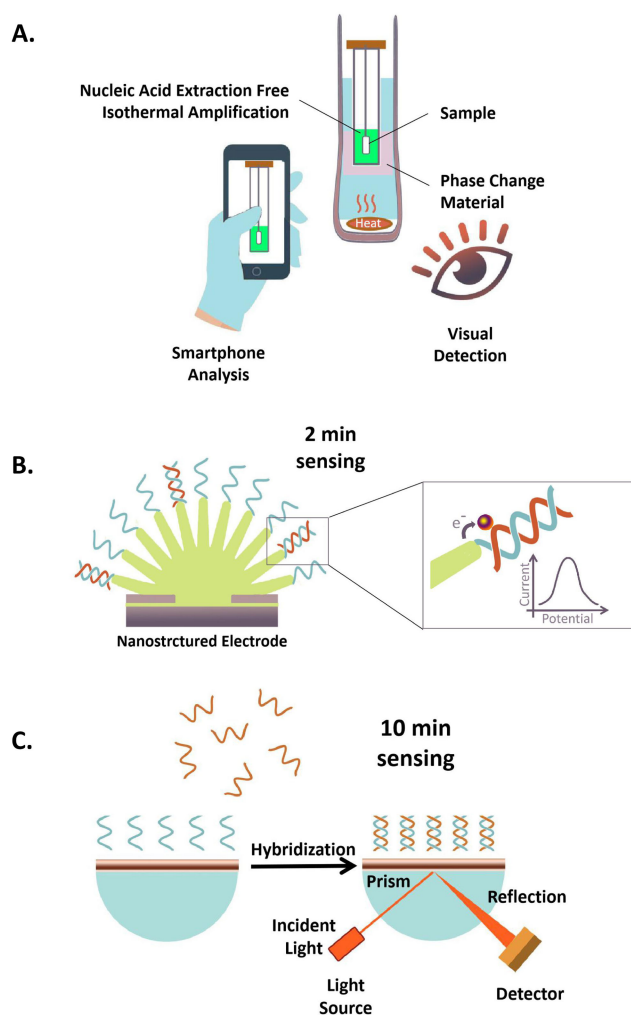 A.
Nucleic Acid Extraction Free
Isothermal Amplification
Sample
Phase Change
Material
Heat
Smartphone
Analysis
Visual
Detection
B.
2 min
sensing
e-
Current
Potential
Nanostrctured Electrode
C.
10 min
sensing
Hybridization
Prism
Reflection
Incident
Light
Light
Source
Detector